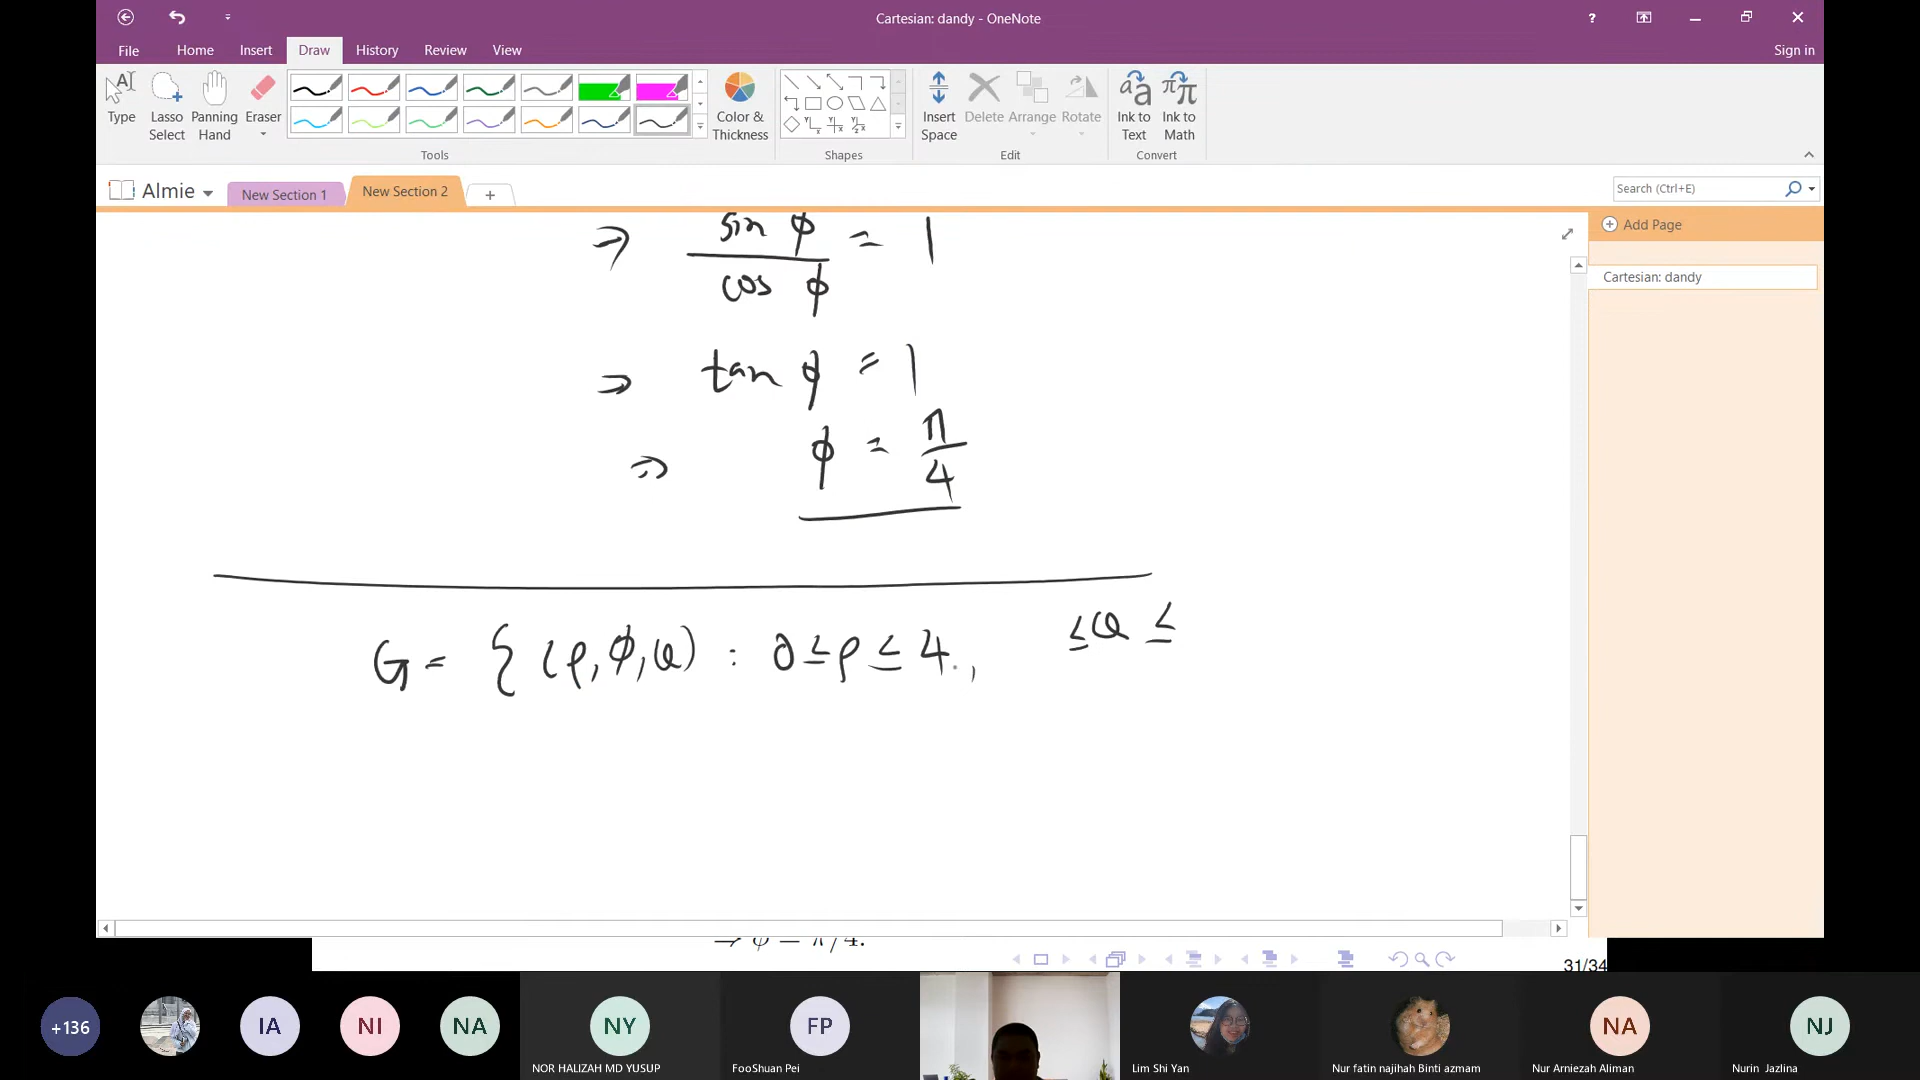 Cartesian: dandy - OneNote
?
File Home Insert Draw History Review View
Sign in
Type
Lasso Select
Panning Hand
Eraser
Color & Thickness
Insert Space
Delete
Arrange
Rotate
Ink to Text
Ink to Math
Tools
Shapes
Edit
Convert
Almie
New Section 1
New Section 2
+
Search (Ctrl+E)
Add Page
Cartesian: dandy
⇒ sin φ / cos φ = 1
⇒ tan φ = 1
⇒ φ = π/4
G = { (ρ, φ, θ) : 0 ≤ ρ ≤ 4, ≤ θ ≤
⇒ φ = π/4.
31/34
+136
IA
NI
NA
NY
NOR HALIZAH MD YUSUP
FP
FooShuan Pei
Lim Shi Yan
Nur fatin najihah Binti azmam
NA
Nur Arniezah Aliman
NJ
Nurin Jazlina